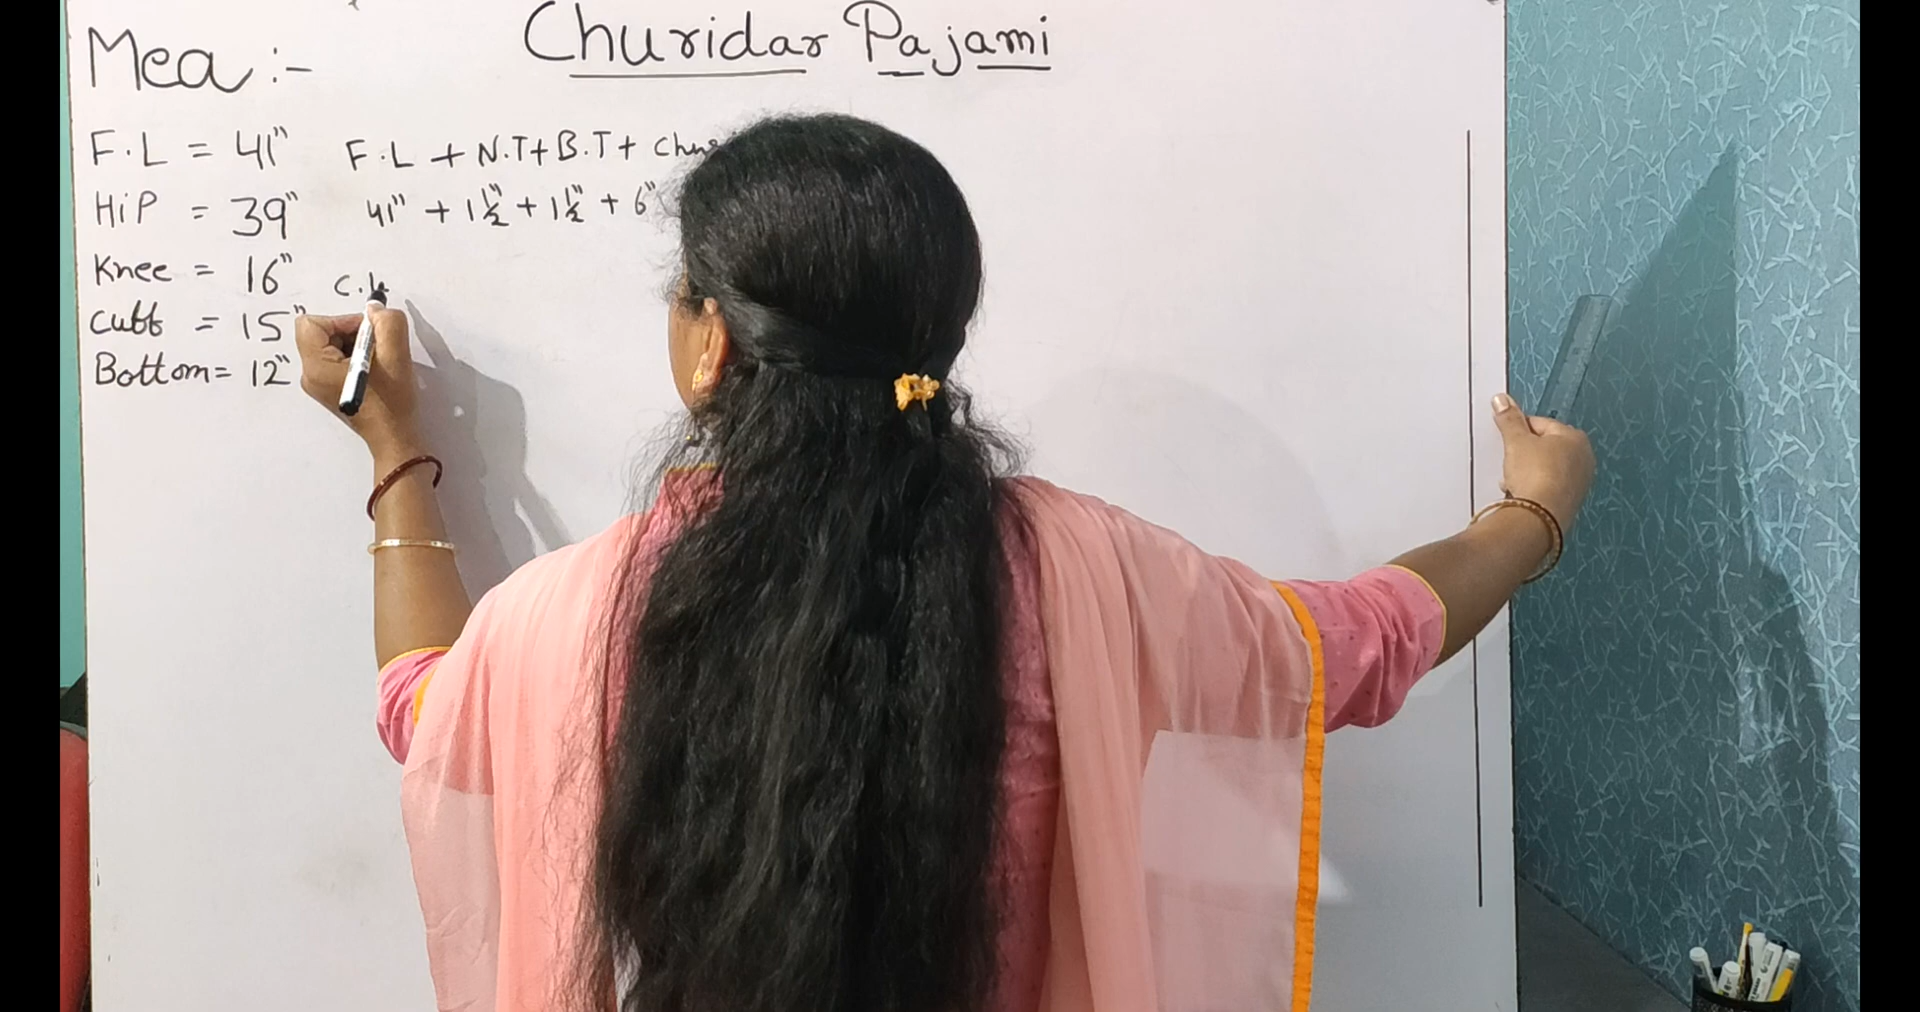 Churidar Pajami
Mea :-
F.L = 41" F.L + N.T + B.T +
HiP = 39" 41" + 1½" + 1½" + 6"
Knee = 16" C.
Cuff = 15"
Bottom = 12"